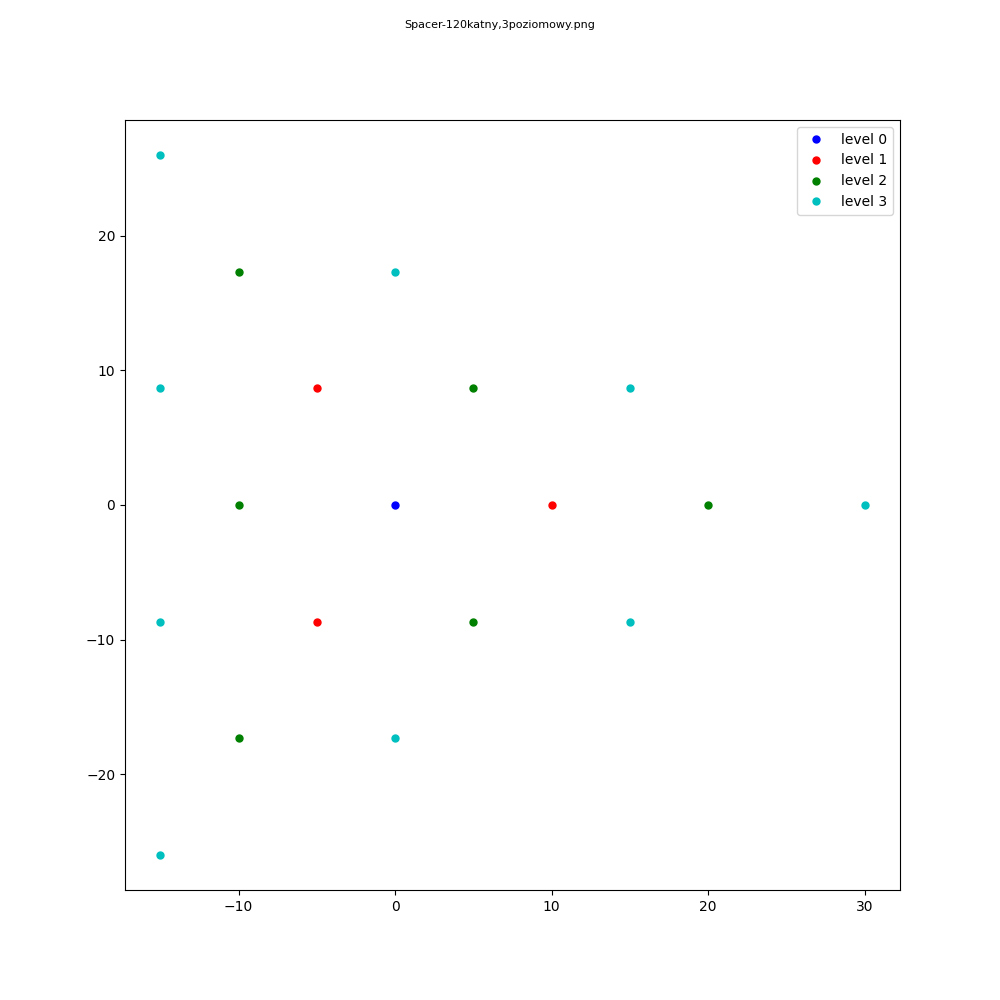 Spacer-120katny,3poziomowy.png
level 0
level 1
level 2
level 3
20
10
0
−10
−20
−10 0 10 20 30